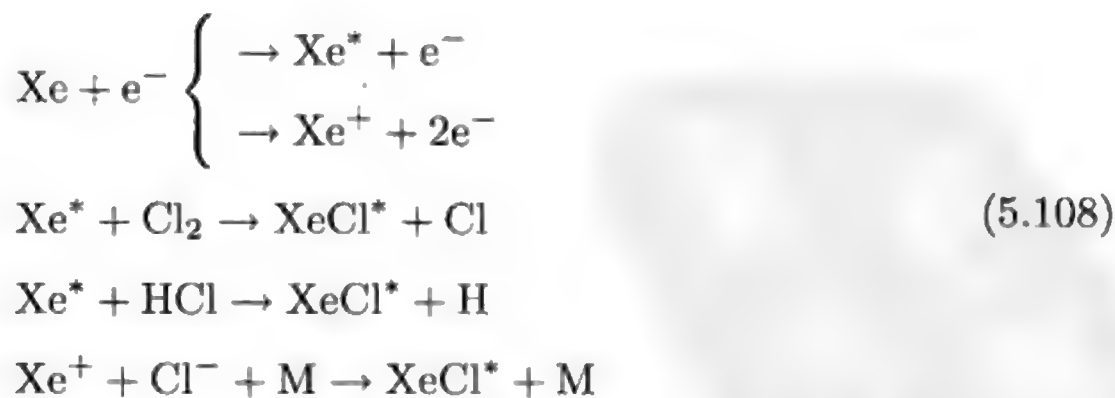 Xe + e⁻ { → Xe* + e⁻
→ Xe⁺ + 2e⁻
Xe* + Cl₂ → XeCl* + Cl (5.108)
Xe* + HCl → XeCl* + H
Xe⁺ + Cl⁻ + M → XeCl* + M